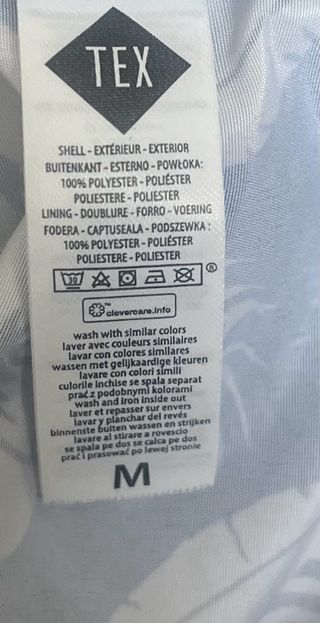 TEX
SHELL - EXTÉRIEUR - EXTERIOR
BUITENKANT - ESTERNO - POWŁOKA:
100% POLYESTER - POLIÉSTER
POLIESTERE - POLIESTER
LINING - DOUBLURE - FORRO - VOERING
FODERA - CAPTUSEALA - PODSZEWKA :
100% POLYESTER - POLIÉSTER
POLIESTERE - POLIESTER
30
clevercare.info™
wash with similar colors
laver avec couleurs similaires
lavar con colores similares
wassen met gelijkaardige kleuren
lavare con colori simili
culorile inchise se spala separat
prać z podobnymi kolorami
wash and iron inside out
laver et repasser sur envers
lavar y planchar del revés
binnenste buiten wassen en strijken
lavare al stirare a rovescio
se spala pe dos se calca pe dos
prać i prasować po lewej stronie
M